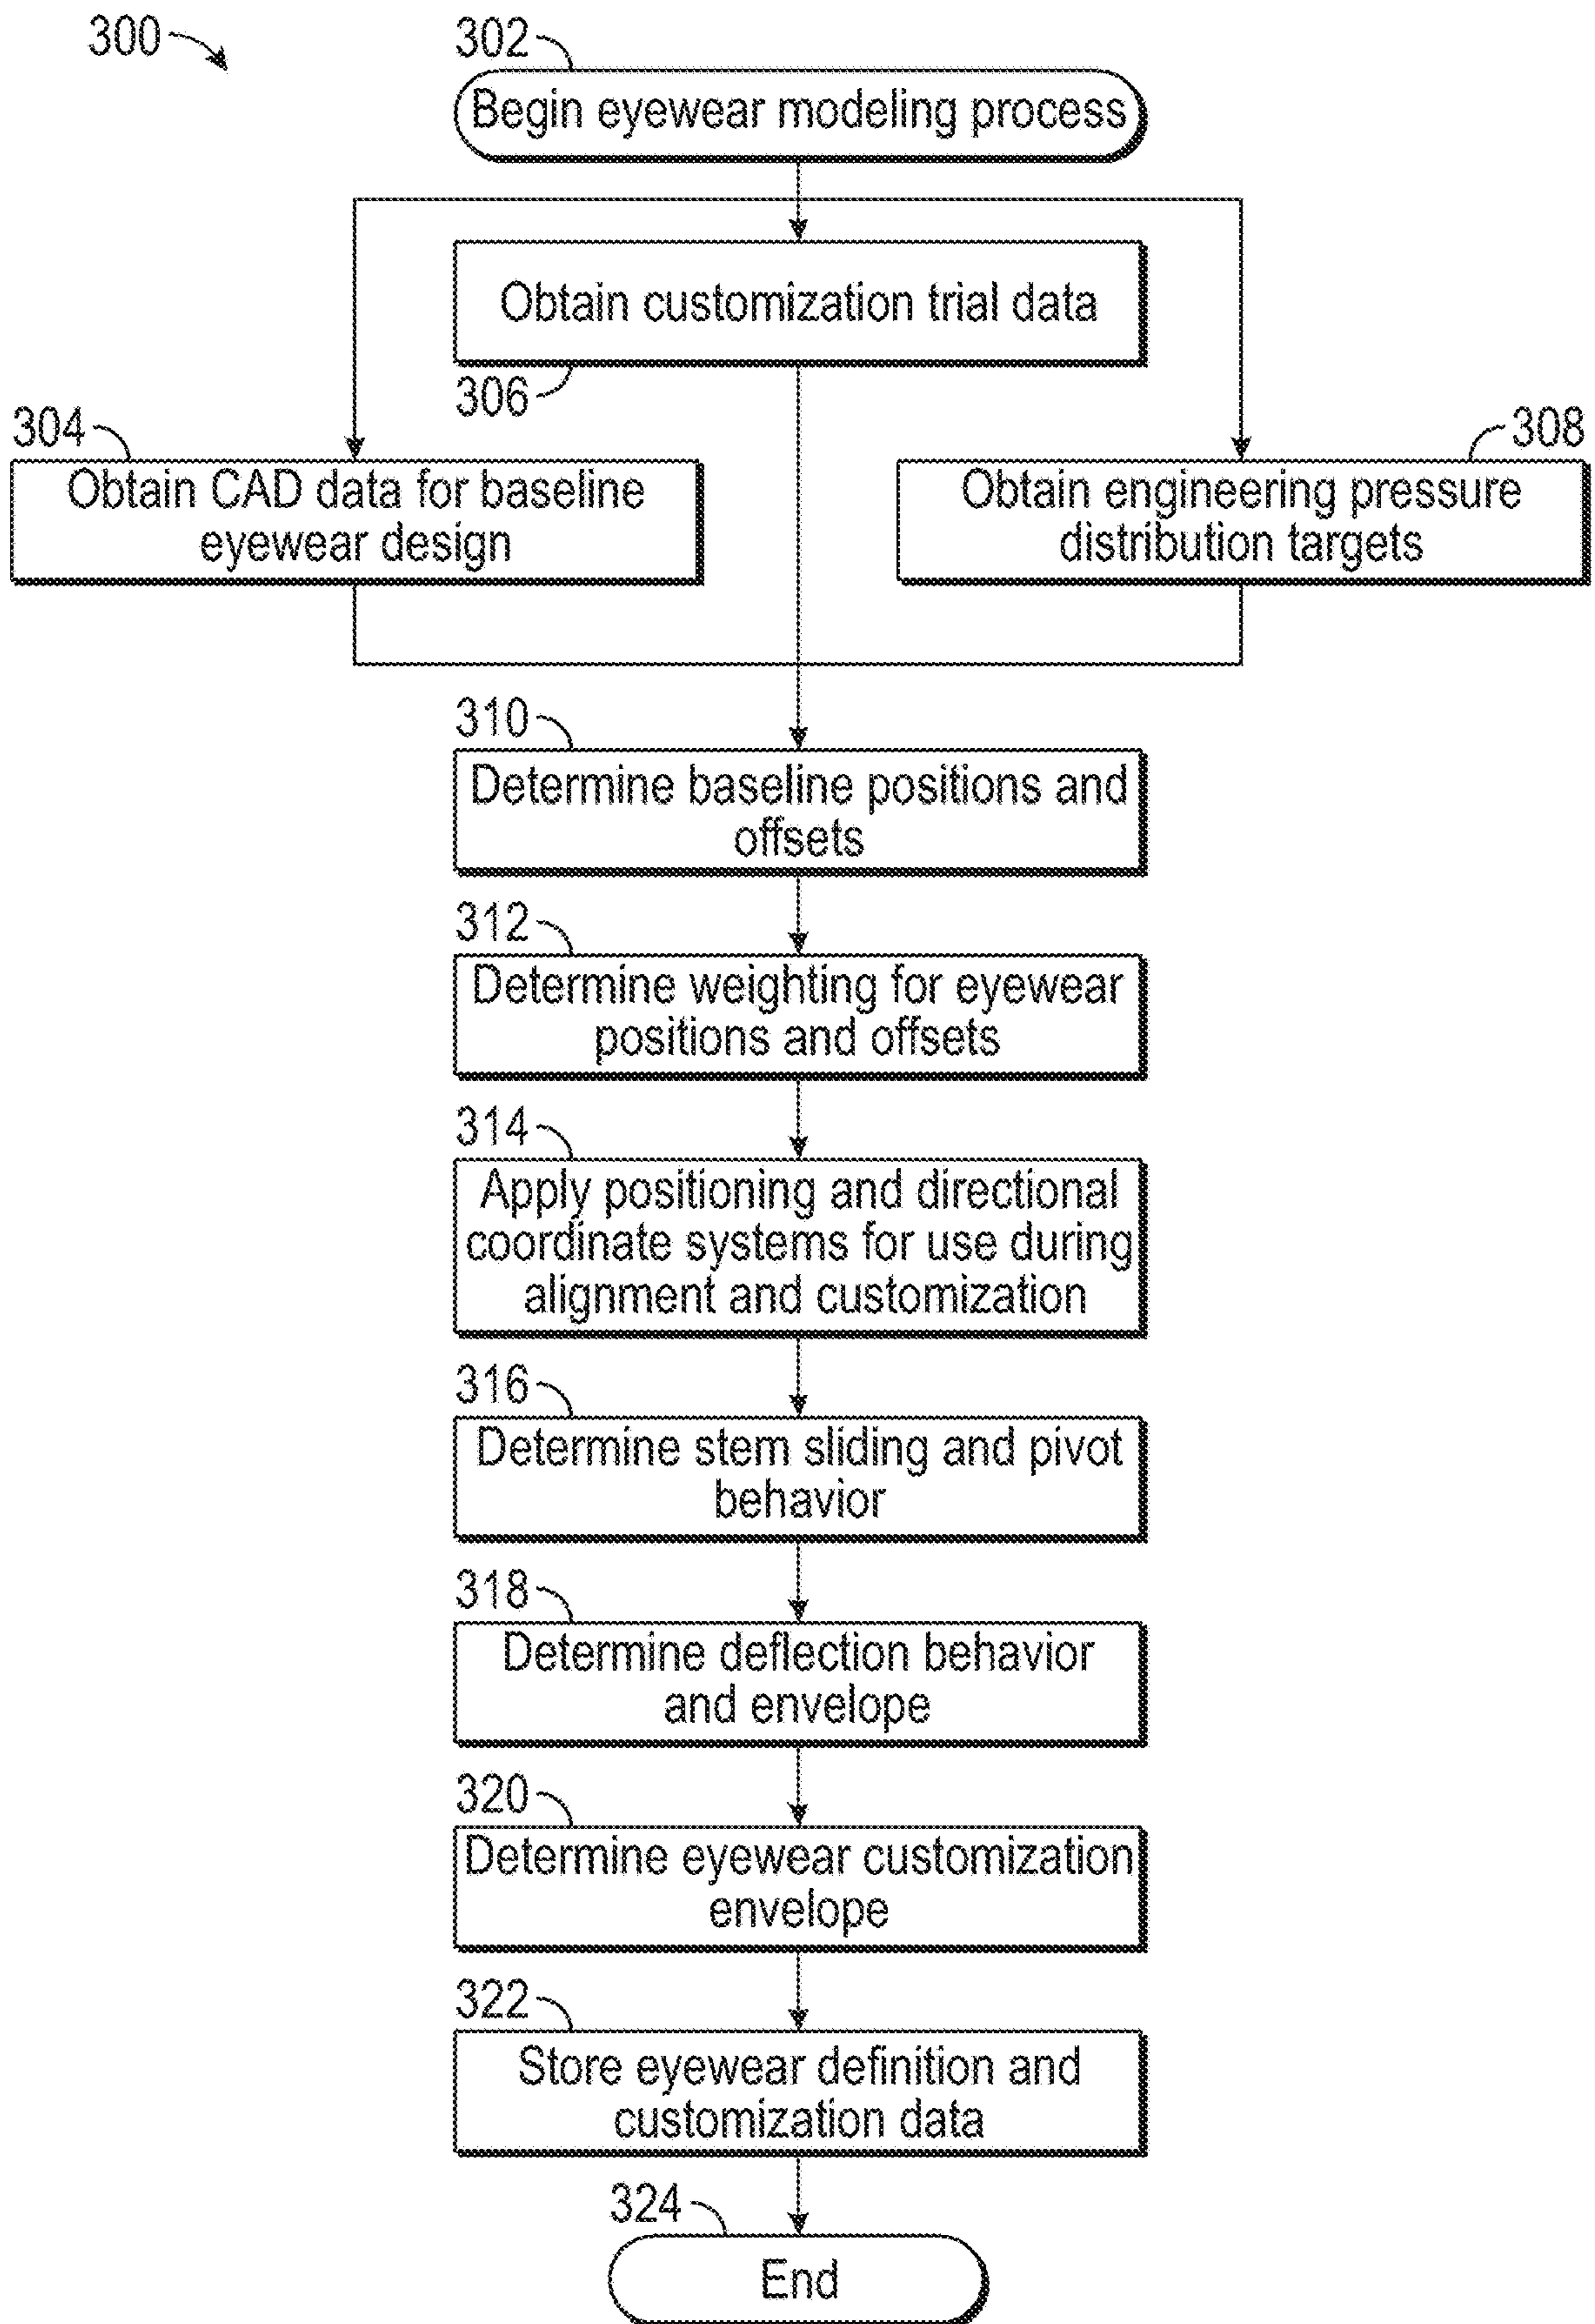 300
302
Begin eyewear modeling process
Obtain customization trial data
306
304
Obtain CAD data for baseline
eyewear design
308
Obtain engineering pressure
distribution targets
310
Determine baseline positions and
offsets
312
Determine weighting for eyewear
positions and offsets
314
Apply positioning and directional
coordinate systems for use during
alignment and customization
316
Determine stem sliding and pivot
behavior
318
Determine deflection behavior
and envelope
320
Determine eyewear customization
envelope
322
Store eyewear definition and
customization data
324
End